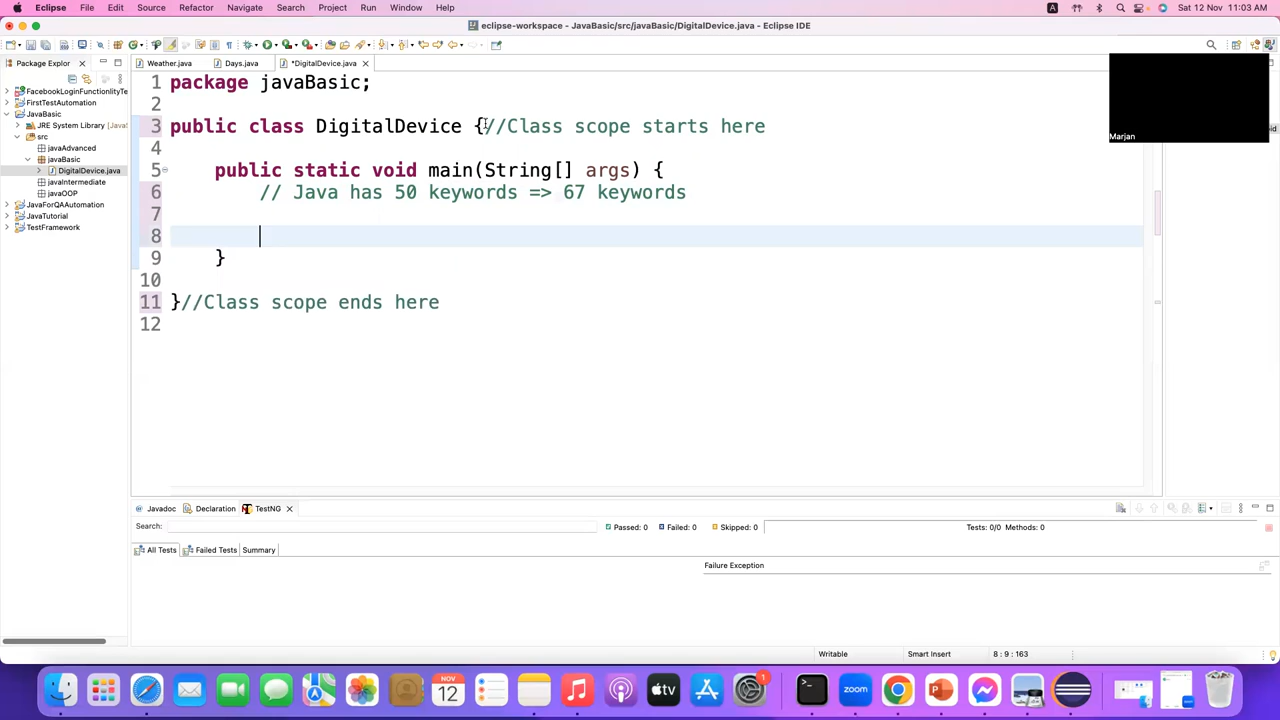 Eclipse File Edit Source Refactor Navigate Search Project Run Window Help A Sat 12 Nov 11:03 AM
eclipse-workspace - JavaBasic/src/javaBasic/DigitalDevice.java - Eclipse IDE
Package Explor
Weather.java Days.java *DigitalDevice.java
FacebookLoginFunctionlityTe
FirstTestAutomation
JavaBasic
JRE System Library [Java
src
javaAdvanced
javaBasic
DigitalDevice.java
javaIntermediate
javaOOP
JavaForQAAutomation
JavaTutorial
TestFramework
1 package javaBasic;
2
3 public class DigitalDevice {//Class scope starts here
4
5 public static void main(String[] args) {
6 // Java has 50 keywords => 67 keywords
7
8
9 }
10
11 }//Class scope ends here
12
Marjan
Javadoc Declaration TestNG
Search: Passed: 0 Failed: 0 Skipped: 0 Tests: 0/0 Methods: 0
All Tests Failed Tests Summary
Failure Exception
Writable Smart Insert 8 : 9 : 163
NOV
12
tv
1
zoom